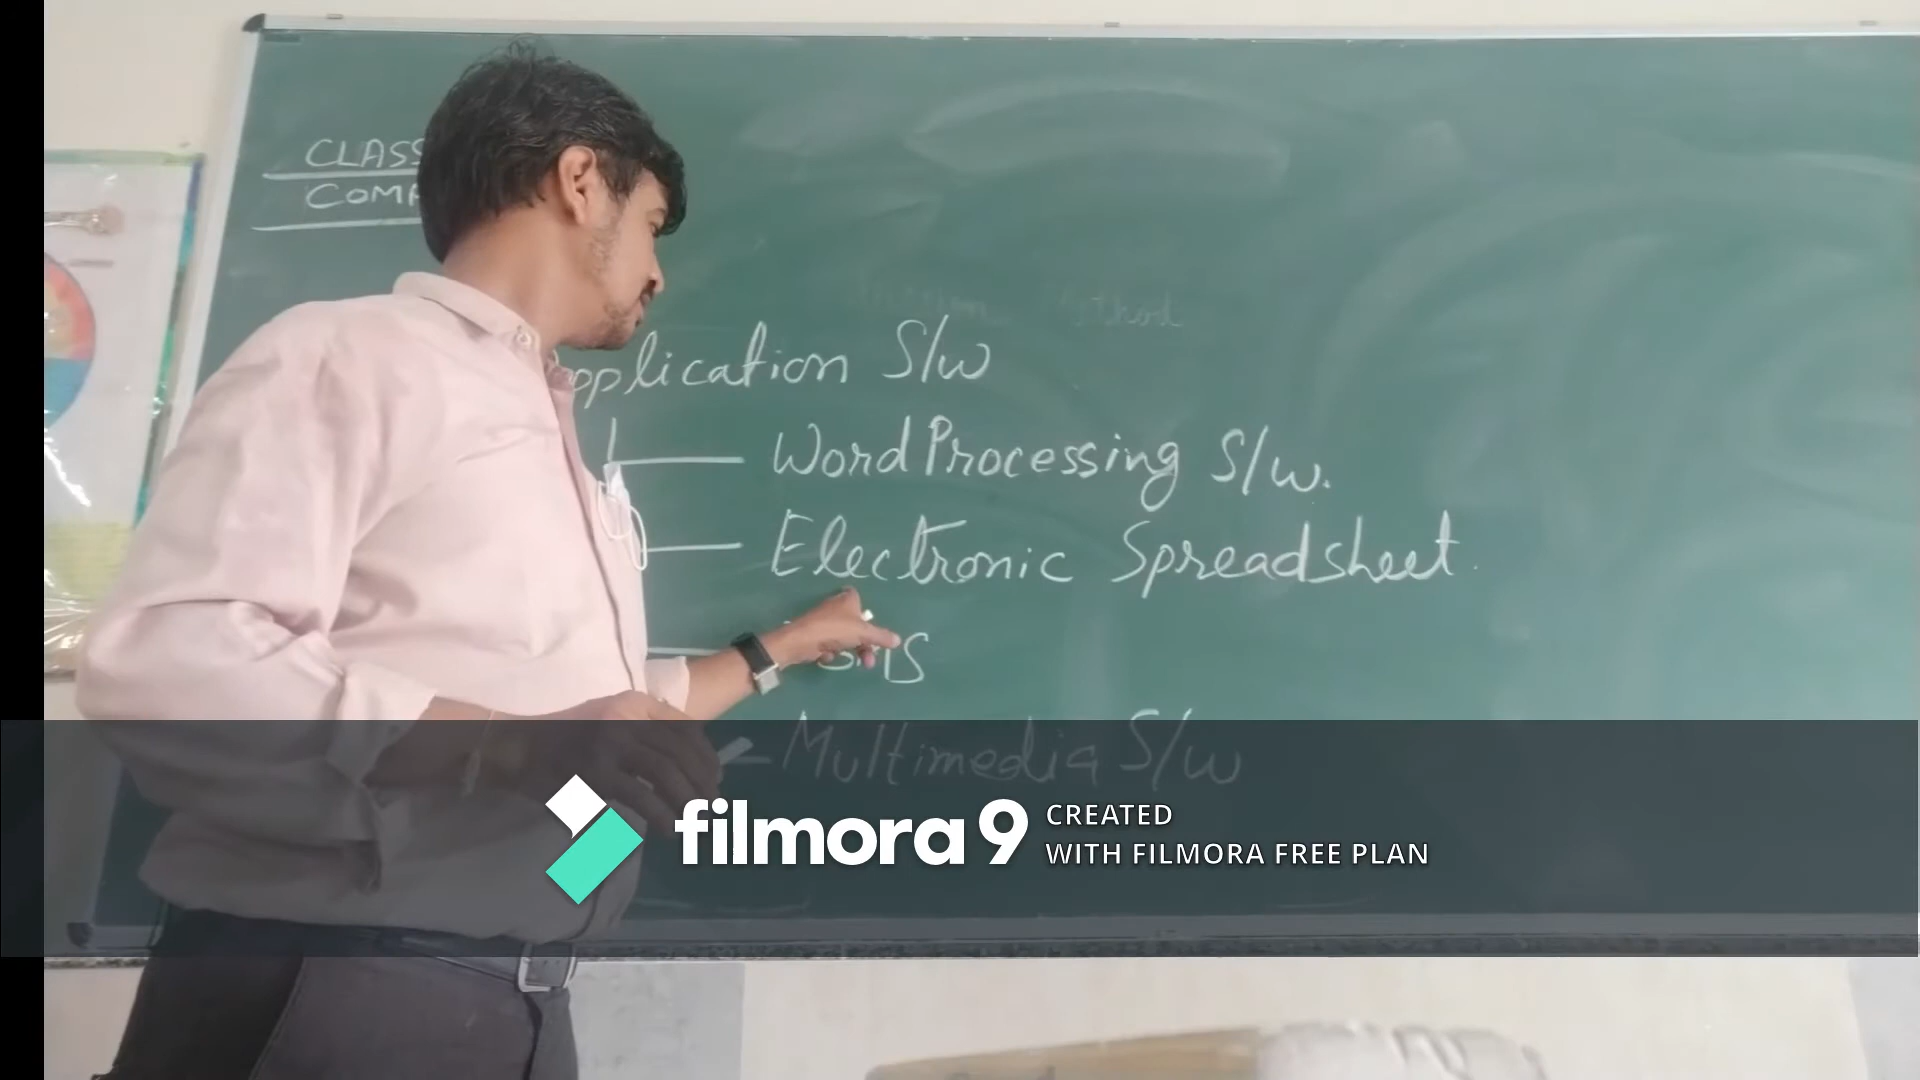 CLASS
COMP
Application S/w
Word Processing S/w.
Electronic Spreadsheet.
Multimedia S/w
filmora 9 CREATED
WITH FILMORA FREE PLAN